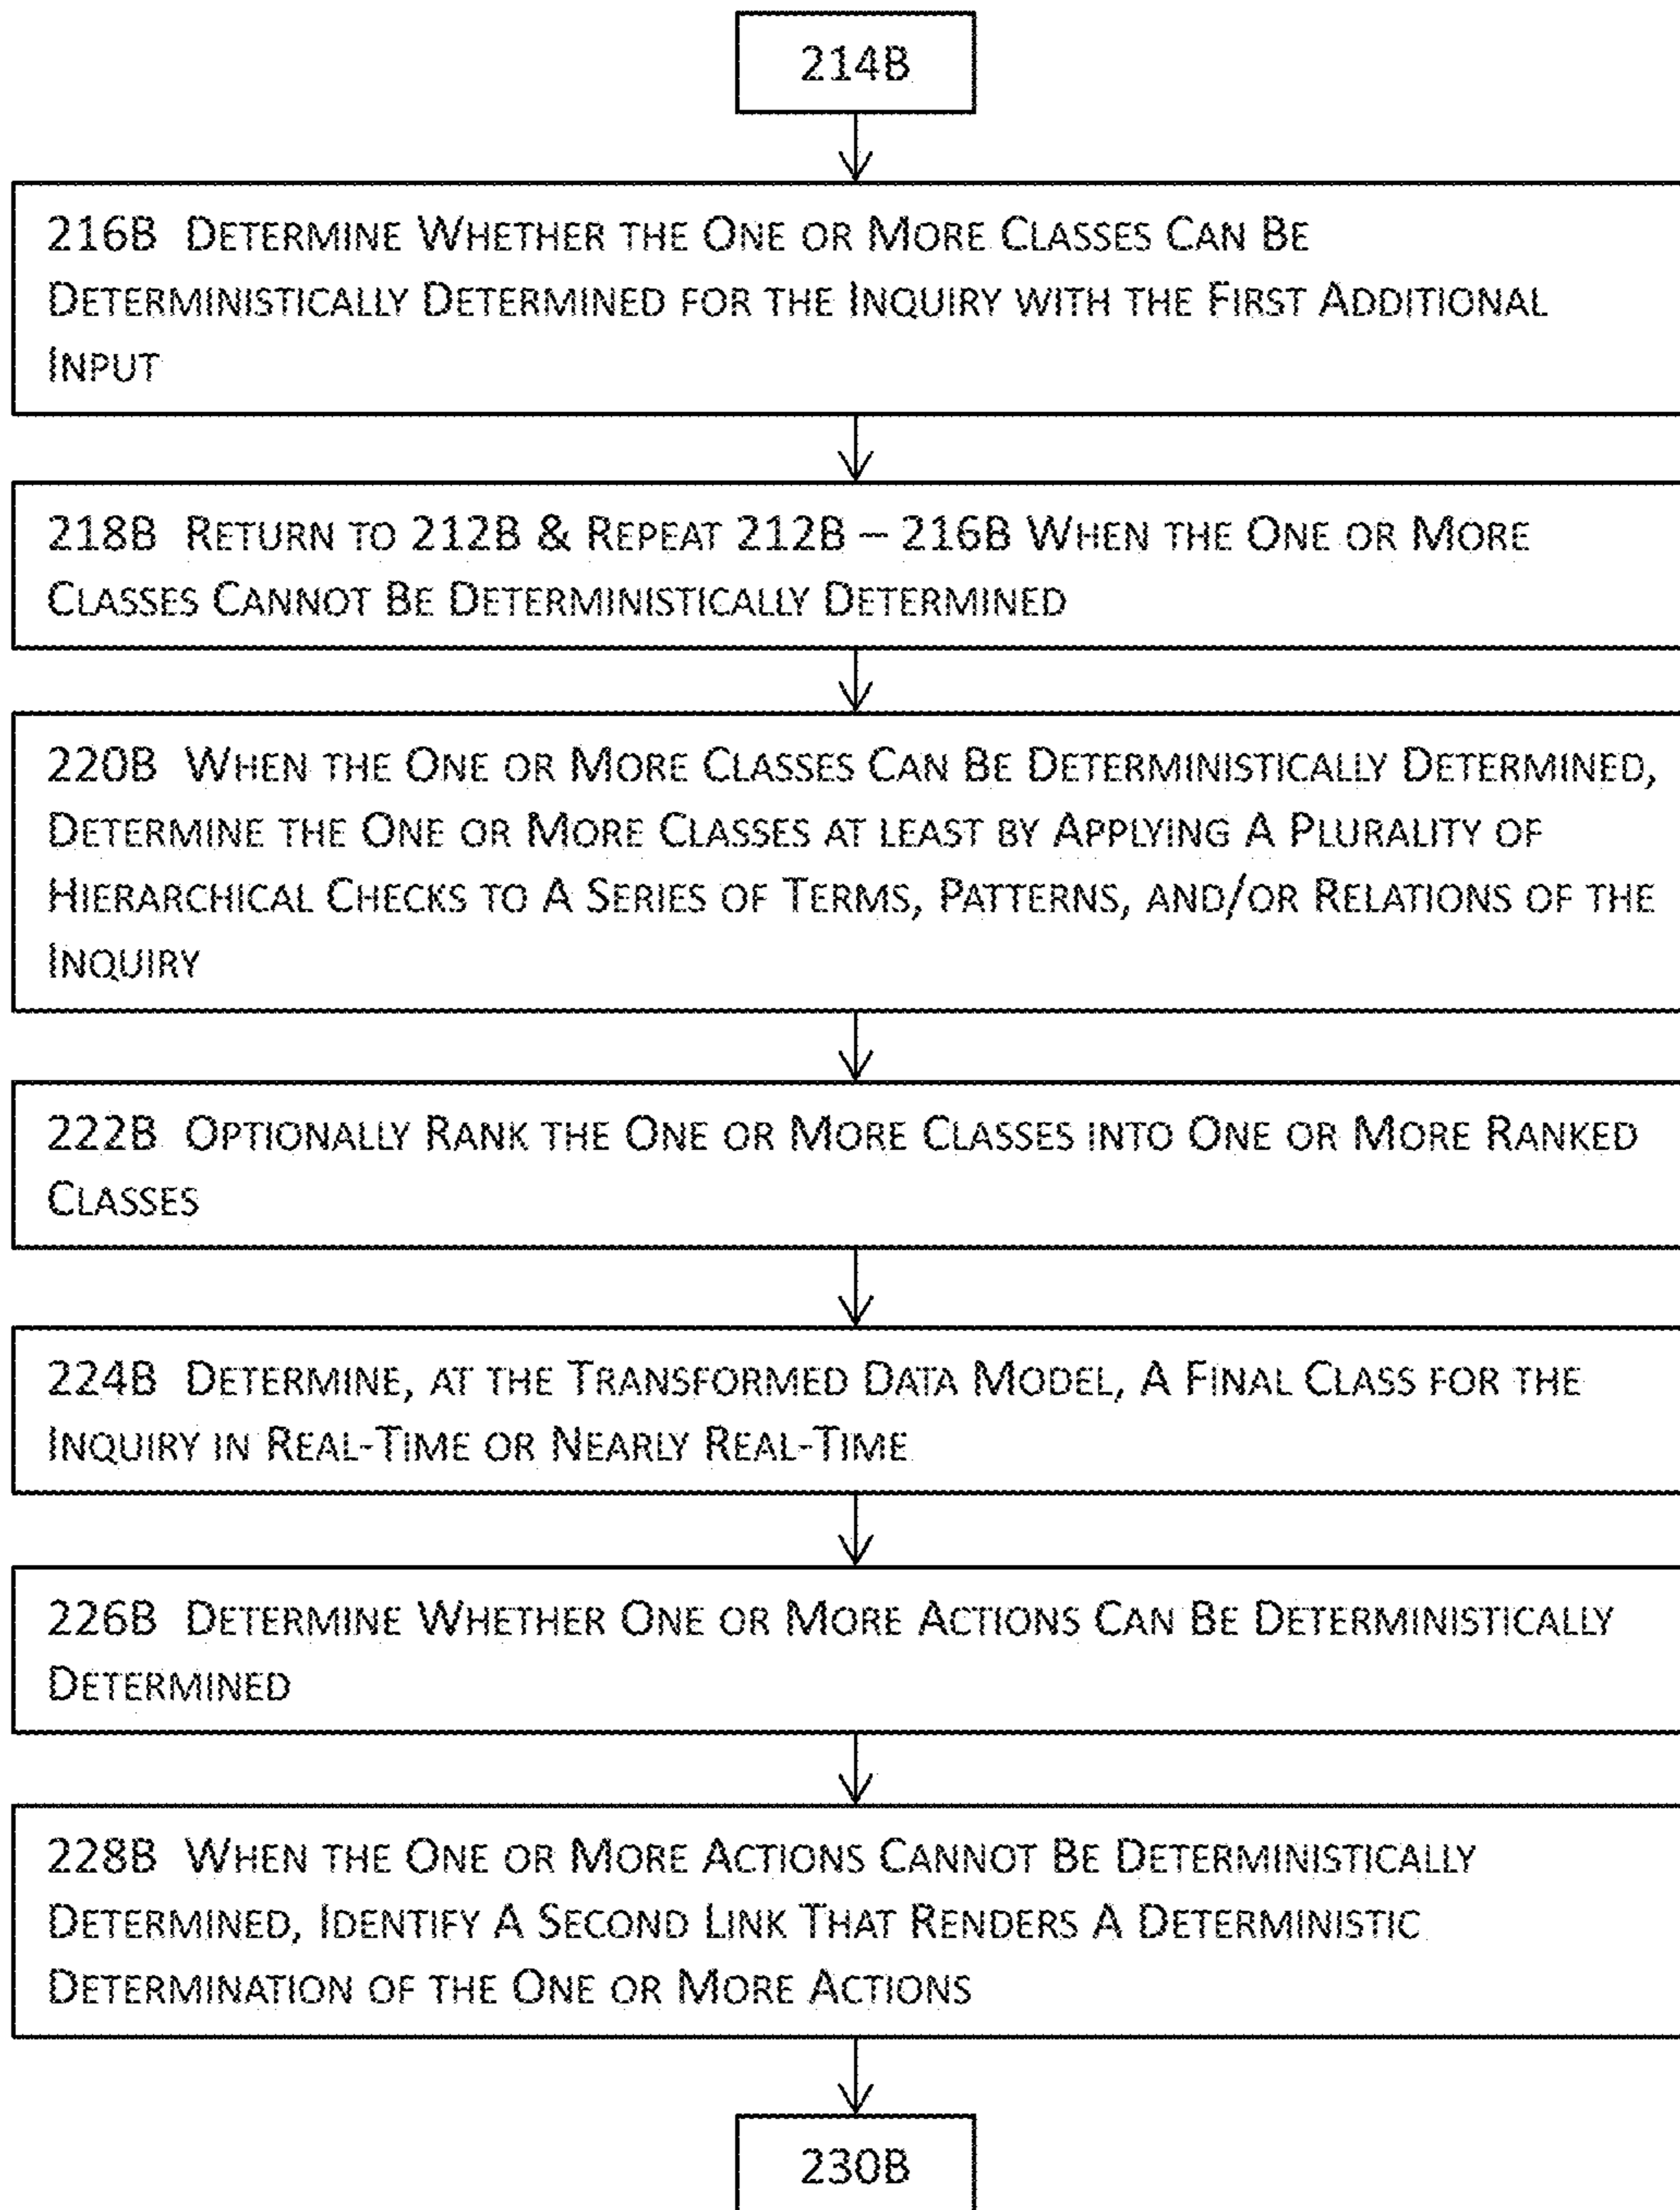 214B
216B Determine Whether the One or More Classes Can Be
Deterministically Determined for the Inquiry with the First Additional
Input
218B Return to 212B & Repeat 212B – 216B When the One or More
Classes Cannot Be Deterministically Determined
220B When the One or More Classes Can Be Deterministically Determined,
Determine the One or More Classes at least by Applying A Plurality of
Hierarchical Checks to A Series of Terms, Patterns, and/or Relations of the
Inquiry
222B Optionally Rank the One or More Classes into One or More Ranked
Classes
224B Determine, at the Transformed Data Model, A Final Class for the
Inquiry in Real-Time or Nearly Real-Time
226B Determine Whether One or More Actions Can Be Deterministically
Determined
228B When the One or More Actions Cannot Be Deterministically
Determined, Identify A Second Link That Renders A Deterministic
Determination of the One or More Actions
230B